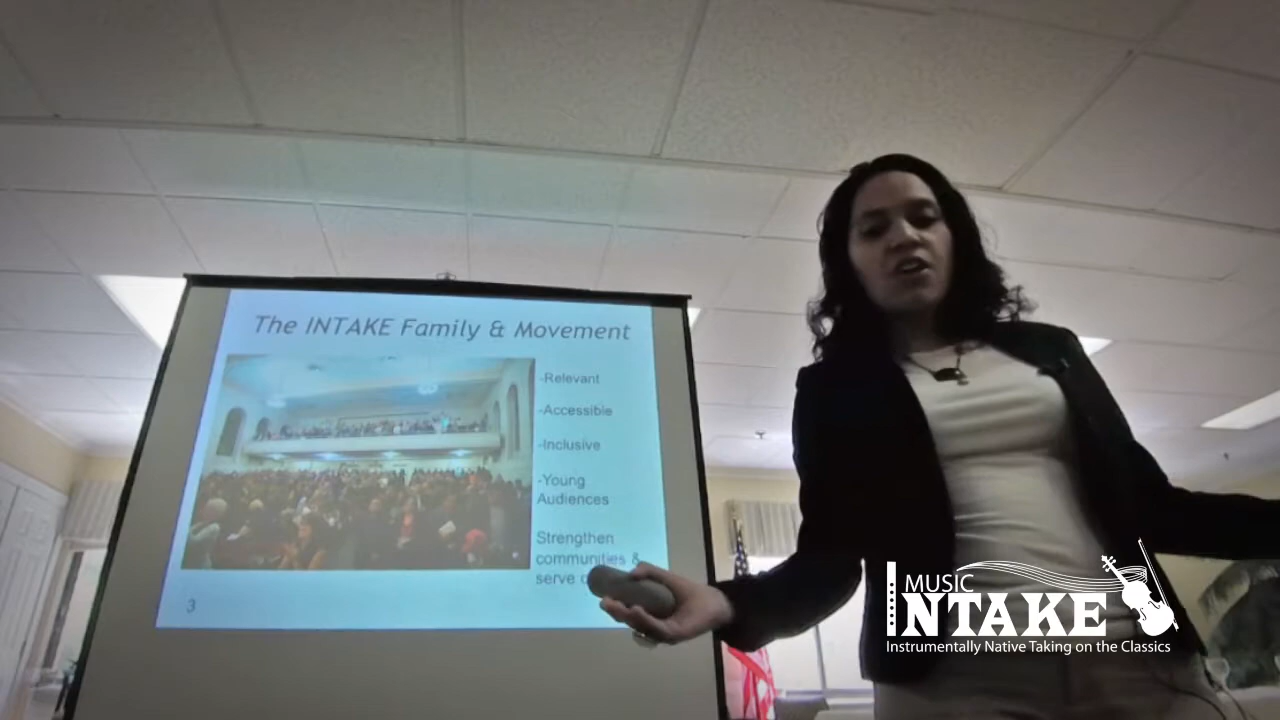 The INTAKE Family & Movement
-Relevant
-Accessible
-Inclusive
-Young
Audiences
Strengthen
communities &
serve
3
MUSIC
INTAKE
Instrumentally Native Taking on the Classics